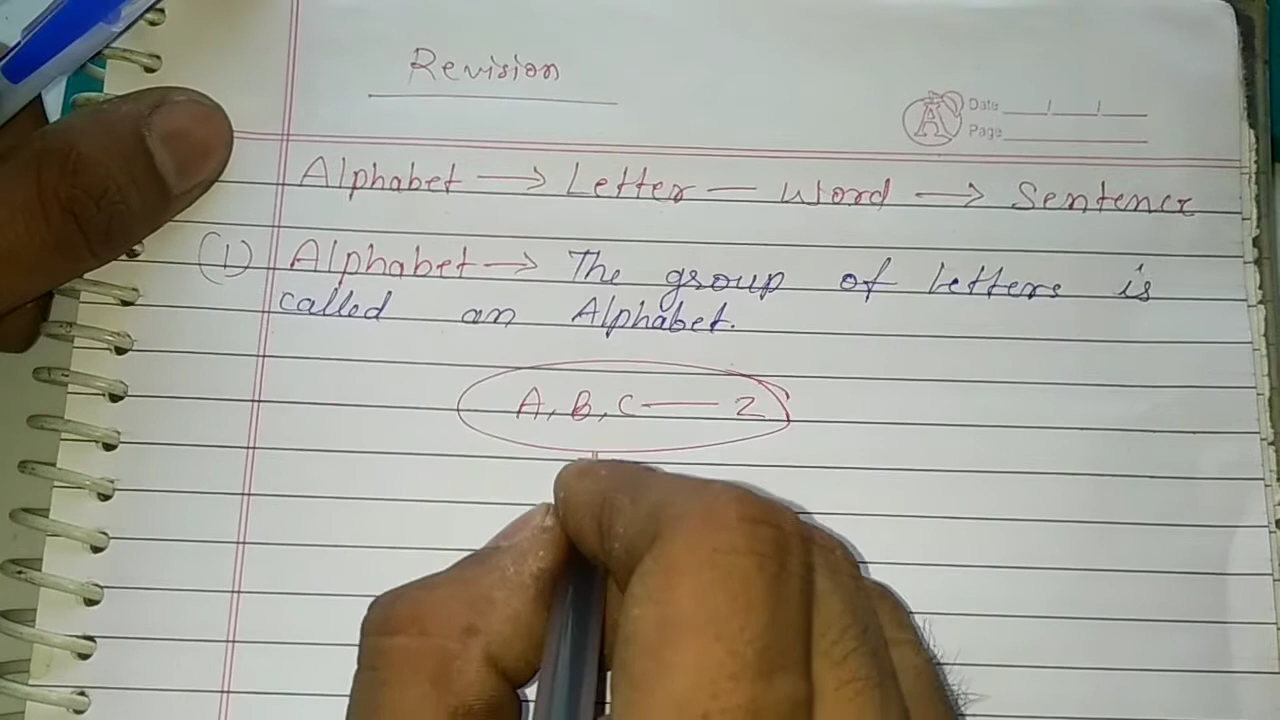 Revision
A
Date / /
Page
Alphabet → Letter — Word → Sentence
(1) Alphabet → The group of Letters is
called an Alphabet.
A, B, C — Z